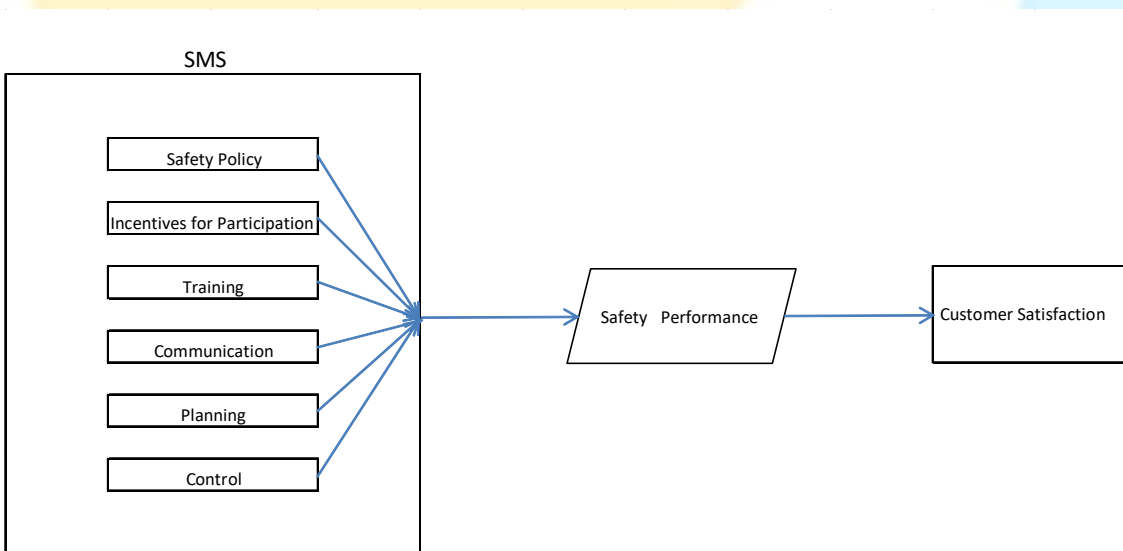 SMS
Safety Policy
Incentives for Participation
Training
Communication
Planning
Control
Safety Performance
Customer Satisfaction